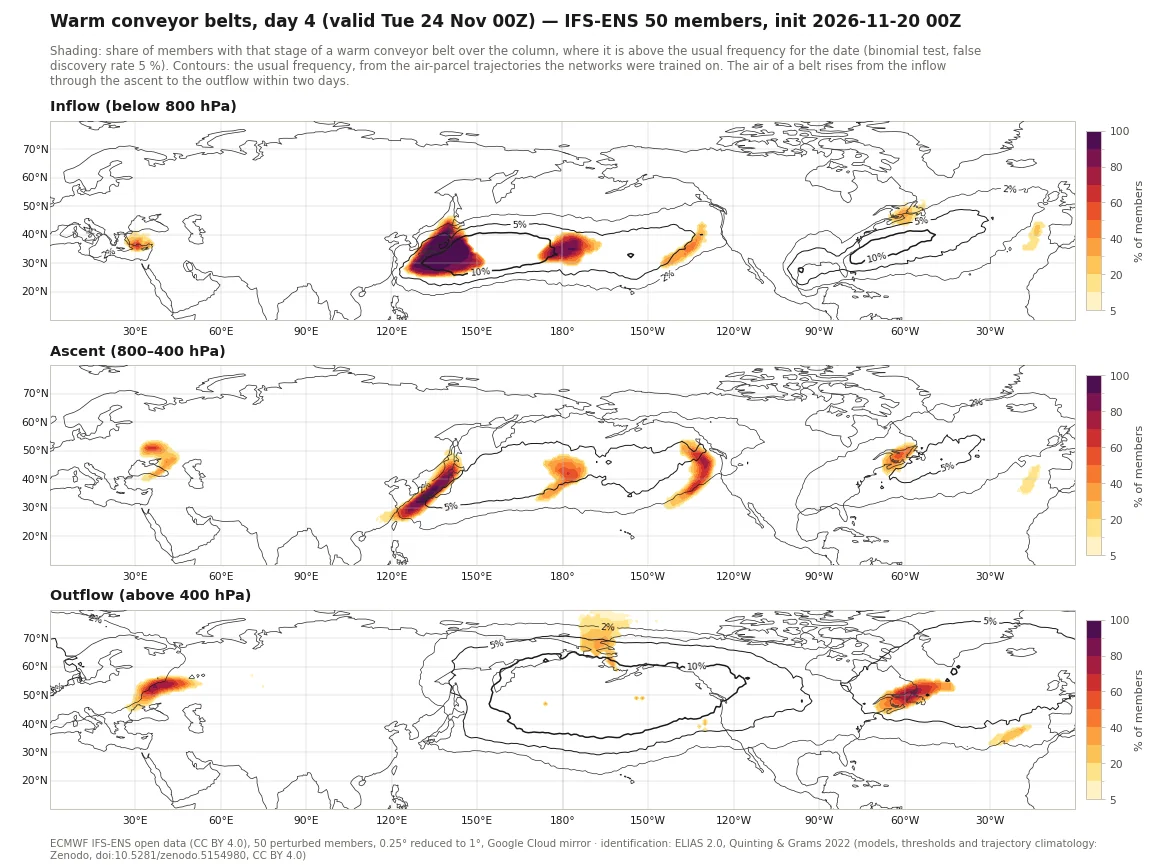 Warm conveyor belts, day 4 (valid Tue 24 Nov 00Z) — IFS-ENS 50 members, init 2026-11-20 00Z
Shading: share of members with that stage of a warm conveyor belt over the column, where it is above the usual frequency for the date (binomial test, false
discovery rate 5 %). Contours: the usual frequency, from the air-parcel trajectories the networks were trained on. The air of a belt rises from the inflow
through the ascent to the outflow within two days.
Inflow (below 800 hPa)
70°N
60°N
50°N
40°N
30°N
20°N
2%
5%
10%
2%
2%
5%
10%
30°E 60°E 90°E 120°E 150°E 180° 150°W 120°W 90°W 60°W 30°W
100
80
60
40
20
5
% of members
Ascent (800–400 hPa)
70°N
60°N
50°N
40°N
30°N
20°N
5%
2%
5%
30°E 60°E 90°E 120°E 150°E 180° 150°W 120°W 90°W 60°W 30°W
100
80
60
40
20
5
% of members
Outflow (above 400 hPa)
70°N
60°N
50°N
40°N
30°N
20°N
2%
5%
5%
2%
10%
5%
30°E 60°E 90°E 120°E 150°E 180° 150°W 120°W 90°W 60°W 30°W
100
80
60
40
20
5
% of members
ECMWF IFS-ENS open data (CC BY 4.0), 50 perturbed members, 0.25° reduced to 1°, Google Cloud mirror · identification: ELIAS 2.0, Quinting & Grams 2022 (models, thresholds and trajectory climatology:
Zenodo, doi:10.5281/zenodo.5154980, CC BY 4.0)